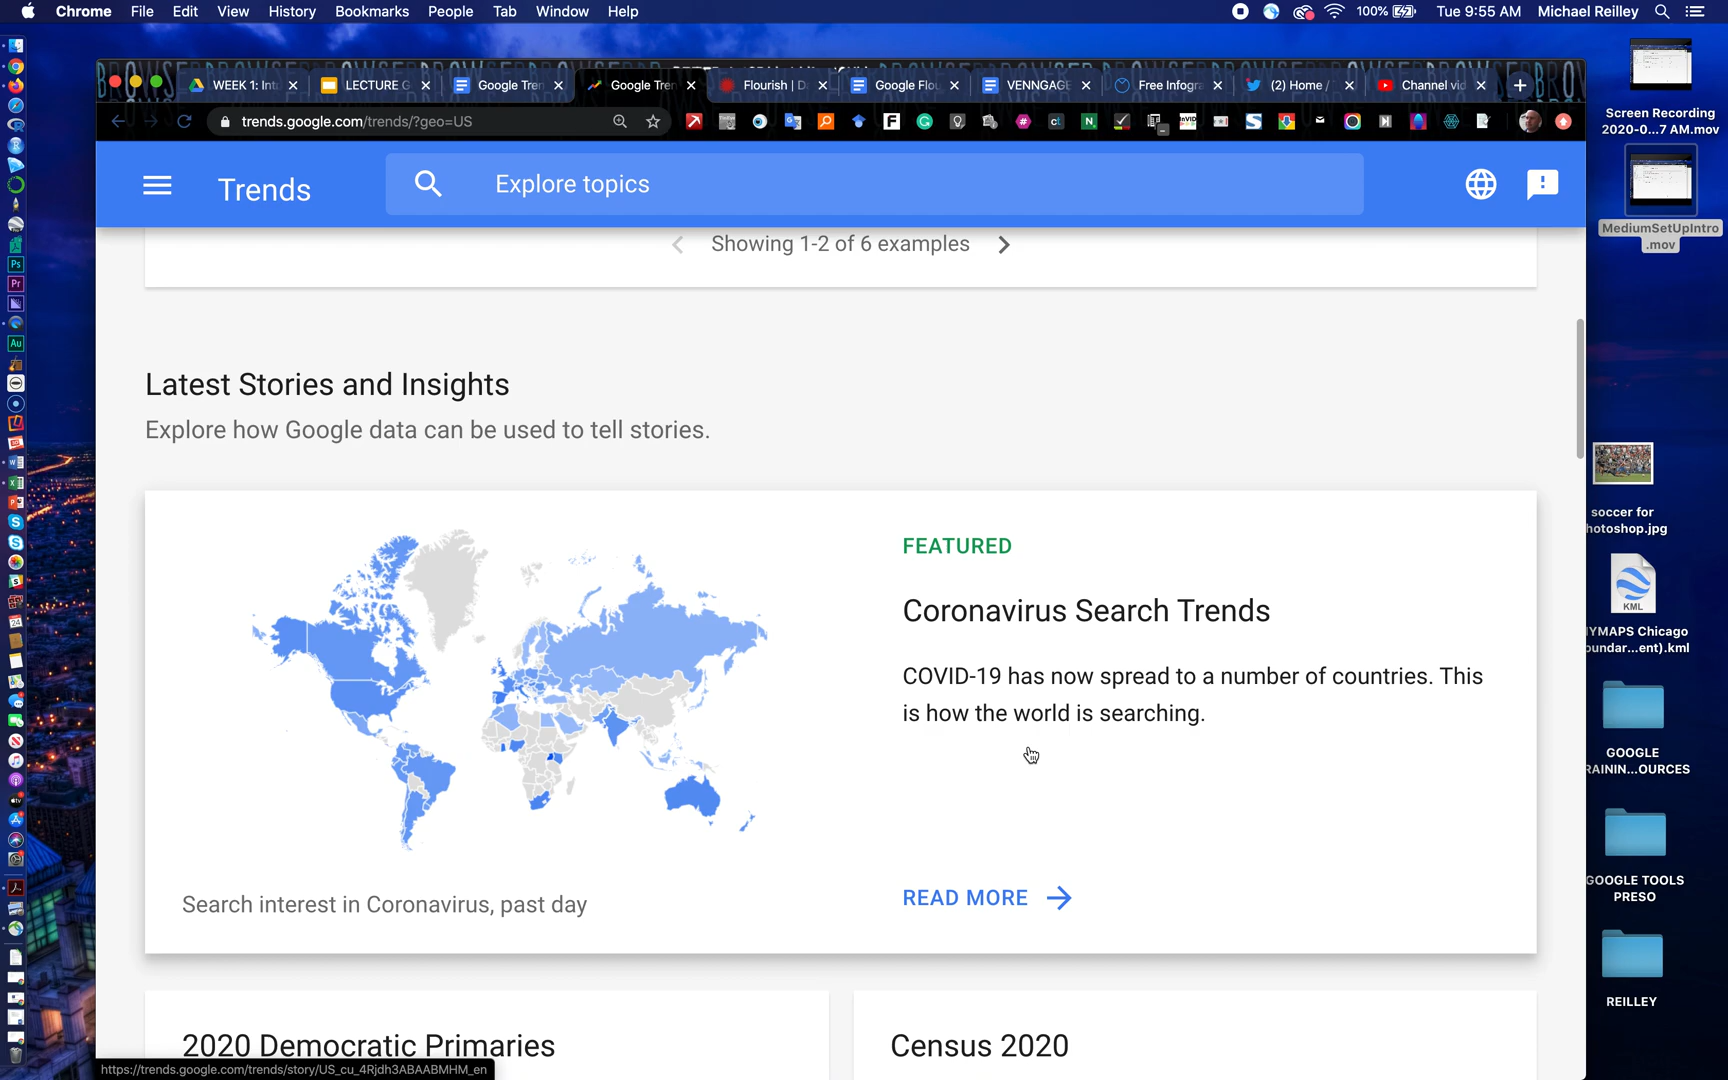 Chrome File Edit View History Bookmarks People Tab Window Help 100% Tue 9:55 AM Michael Reilley
WEEK 1: Int
LECTURE G
Google Tren
Google Tren
Flourish | D
Google Flou
VENNGAGE
Free Infogra
(2) Home /
Channel vid
trends.google.com/trends/?geo=US
Trends
Explore topics
Showing 1-2 of 6 examples
Latest Stories and Insights
Explore how Google data can be used to tell stories.
FEATURED
Coronavirus Search Trends
COVID-19 has now spread to a number of countries. This
is how the world is searching.
Search interest in Coronavirus, past day
READ MORE
2020 Democratic Primaries
Census 2020
https://trends.google.com/trends/story/US_cu_4Rjdh3ABAABMHM_en
Screen Recording
2020-0...7 AM.mov
MediumSetUpIntro
.mov
soccer for
hotoshop.jpg
KML
YMAPS Chicago
oundar...ent).kml
GOOGLE
RAININ...OURCES
GOOGLE TOOLS
PRESO
REILLEY